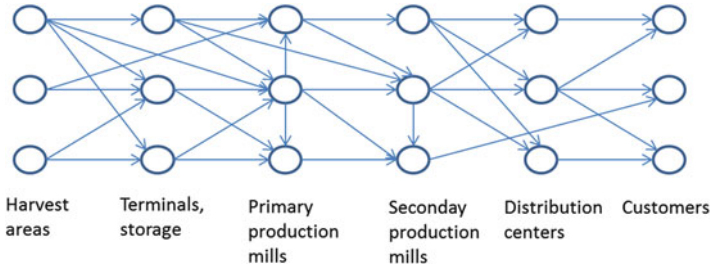 Harvest
areas
Terminals,
storage
Primary
production
mills
Seconday
production
mills
Distribution
centers
Customers